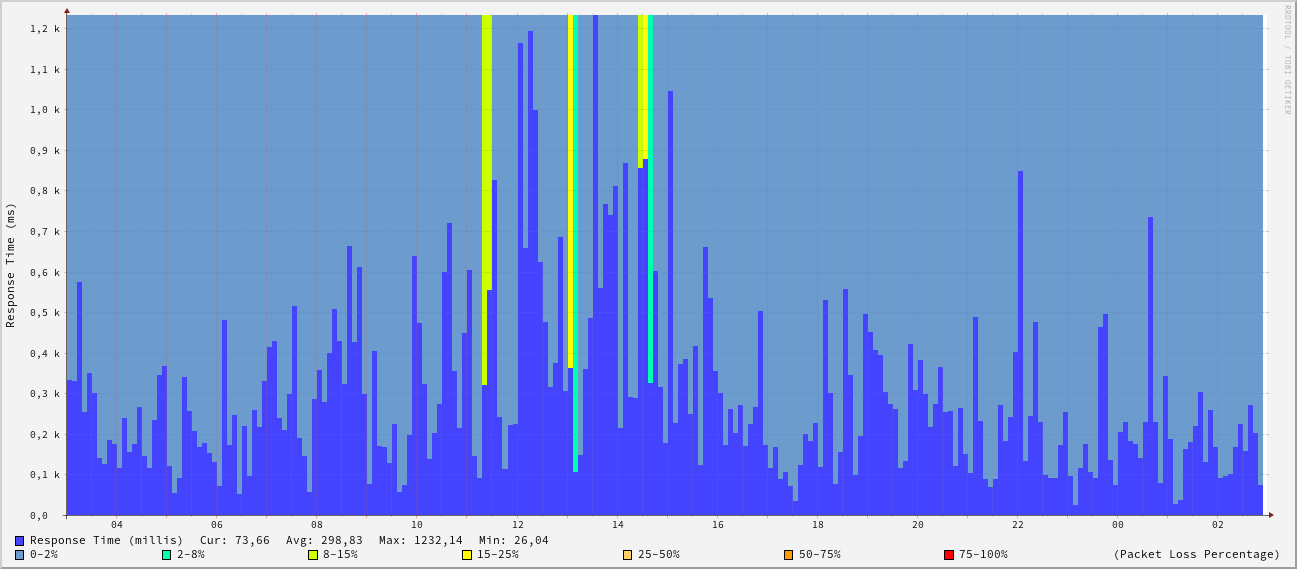 RRDTOOL / TOBI OETIKER
Response Time (ms)
1,2 k
1,1 k
1,0 k
0,9 k
0,8 k
0,7 k
0,6 k
0,5 k
0,4 k
0,3 k
0,2 k
0,1 k
0,0
04 06 08 10 12 14 16 18 20 22 00 02
Response Time (millis) Cur: 73,66 Avg: 298,83 Max: 1232,14 Min: 26,04
0-2% 2-8% 8-15% 15-25% 25-50% 50-75% 75-100% (Packet Loss Percentage)